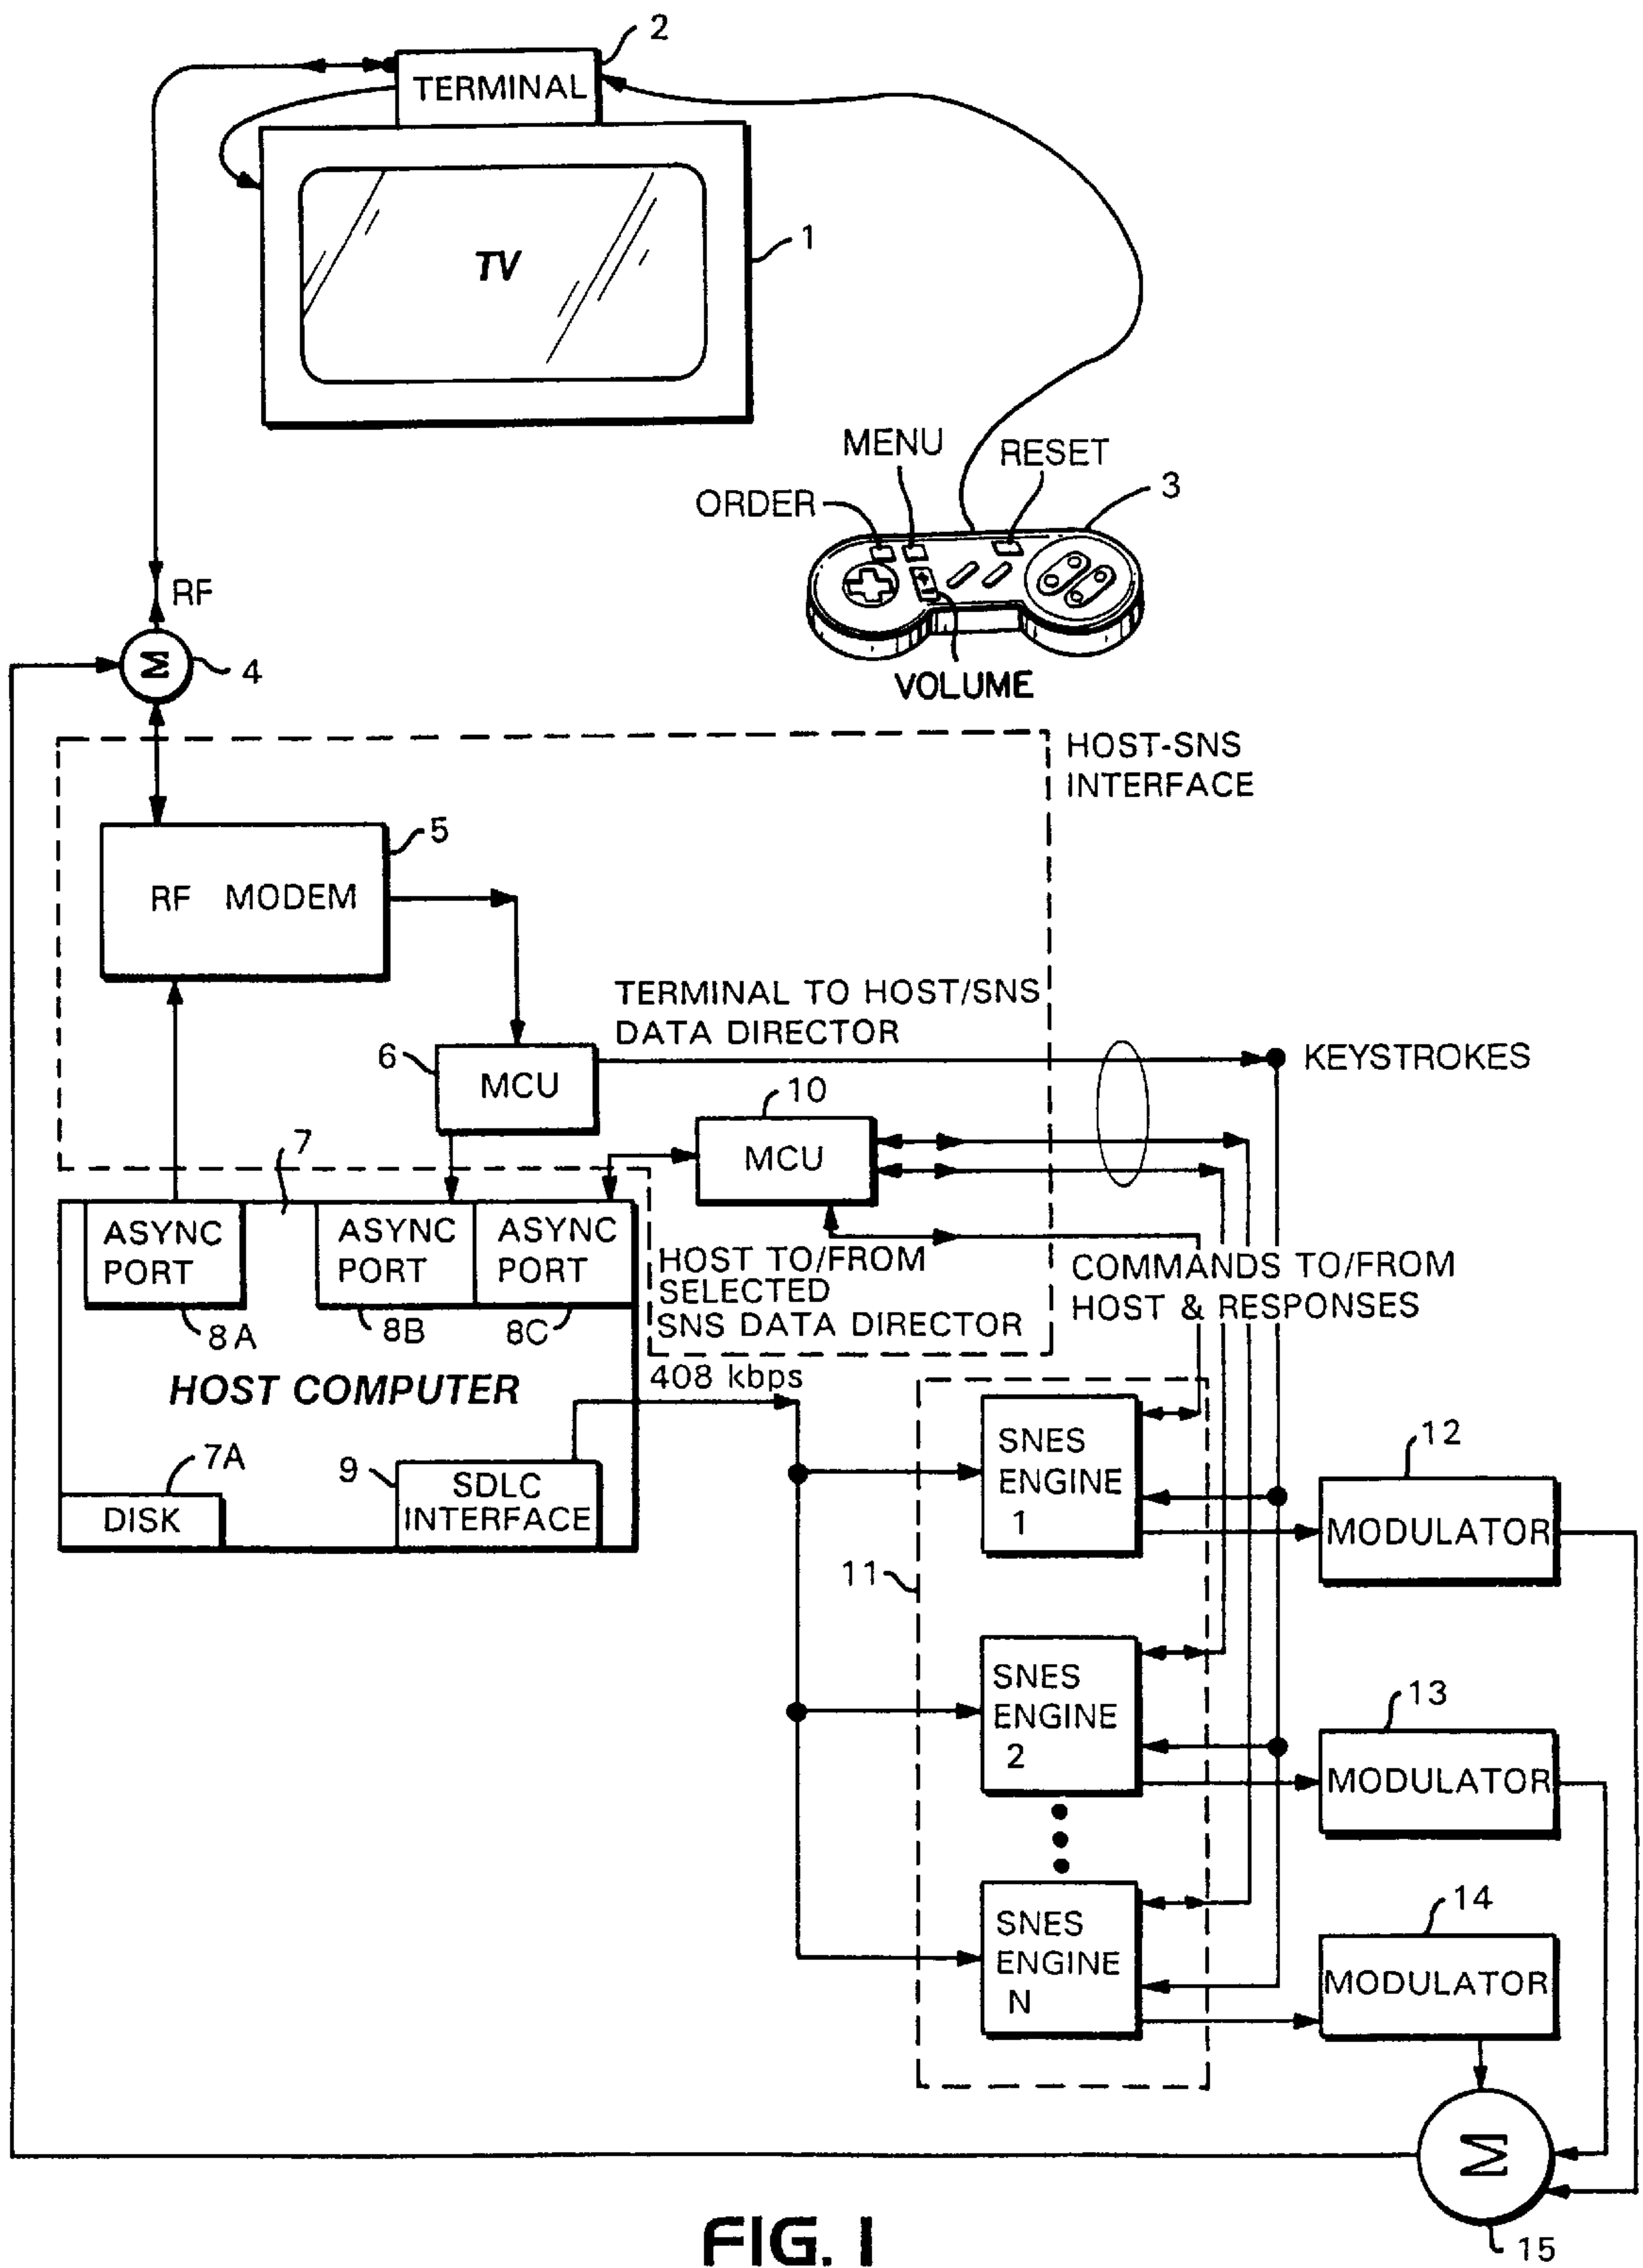 2
TERMINAL
TV
1
MENU
RESET
ORDER
3
VOLUME
RF
Σ
4
HOST-SNS
INTERFACE
5
RF MODEM
TERMINAL TO HOST/SNS
DATA DIRECTOR
6
MCU
KEYSTROKES
10
MCU
7
ASYNC
PORT
8A
ASYNC
PORT
8B
ASYNC
PORT
8C
HOST TO/FROM
SELECTED
SNS DATA DIRECTOR
COMMANDS TO/FROM
HOST & RESPONSES
408 kbps
HOST COMPUTER
7A
DISK
9
SDLC
INTERFACE
11
SNES
ENGINE
1
12
MODULATOR
SNES
ENGINE
2
13
MODULATOR
SNES
ENGINE
N
14
MODULATOR
Σ
15
FIG. 1